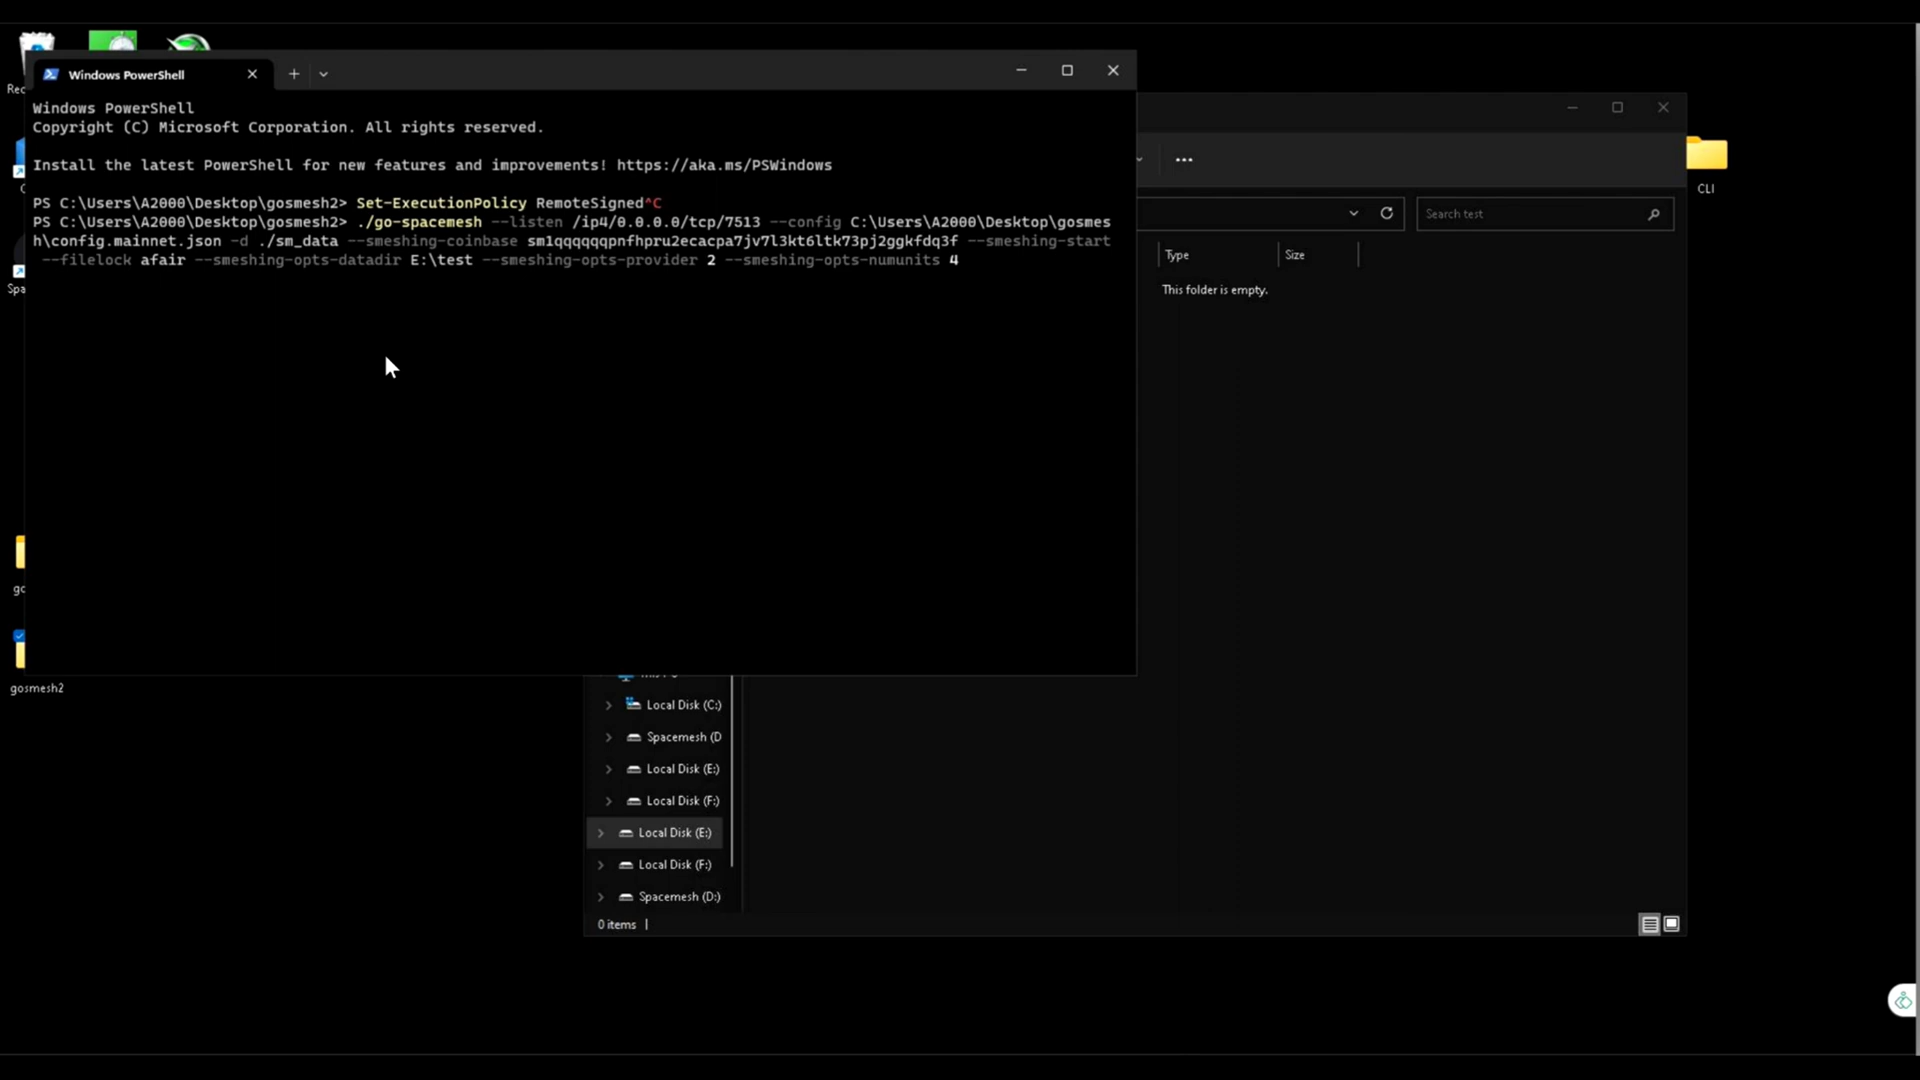 Windows PowerShell
Windows PowerShell
Copyright (C) Microsoft Corporation. All rights reserved.
Install the latest PowerShell for new features and improvements! https://aka.ms/PSWindows
PS C:\Users\A2000\Desktop\gosmesh2> Set-ExecutionPolicy RemoteSigned^C
PS C:\Users\A2000\Desktop\gosmesh2> ./go-spacemesh --listen /ip4/0.0.0.0/tcp/7513 --config C:\Users\A2000\Desktop\gosmes
h\config.mainnet.json -d ./sm_data --smeshing-coinbase sm1qqqqqqpnfhpru2ecacpa7jv7l3kt6ltk73pj2ggkfdq3f --smeshing-start
--filelock afair --smeshing-opts-datadir E:\test --smeshing-opts-provider 2 --smeshing-opts-numunits 4
Search test
Type Size
This folder is empty.
CLI
gosmesh2
Local Disk (C:)
Spacemesh (D
Local Disk (E:)
Local Disk (F:)
Local Disk (E:)
Local Disk (F:)
Spacemesh (D:)
0 items